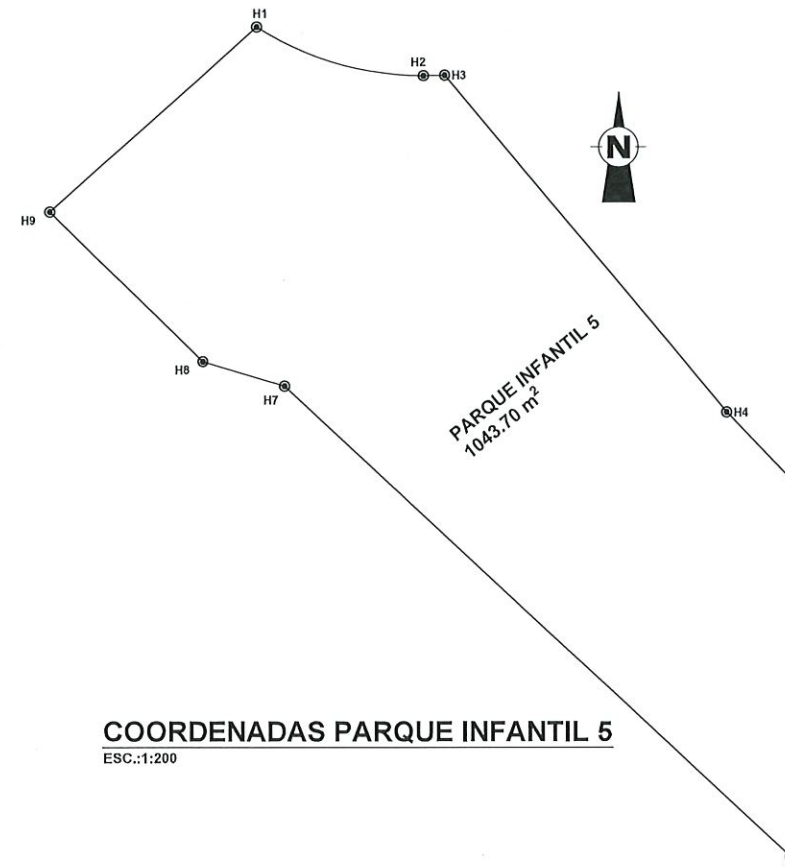 H1
H2
H3
N
H9
PARQUE INFANTIL 5
1043.70 m²
H8
H7
H4
COORDENADAS PARQUE INFANTIL 5
ESC.:1:200